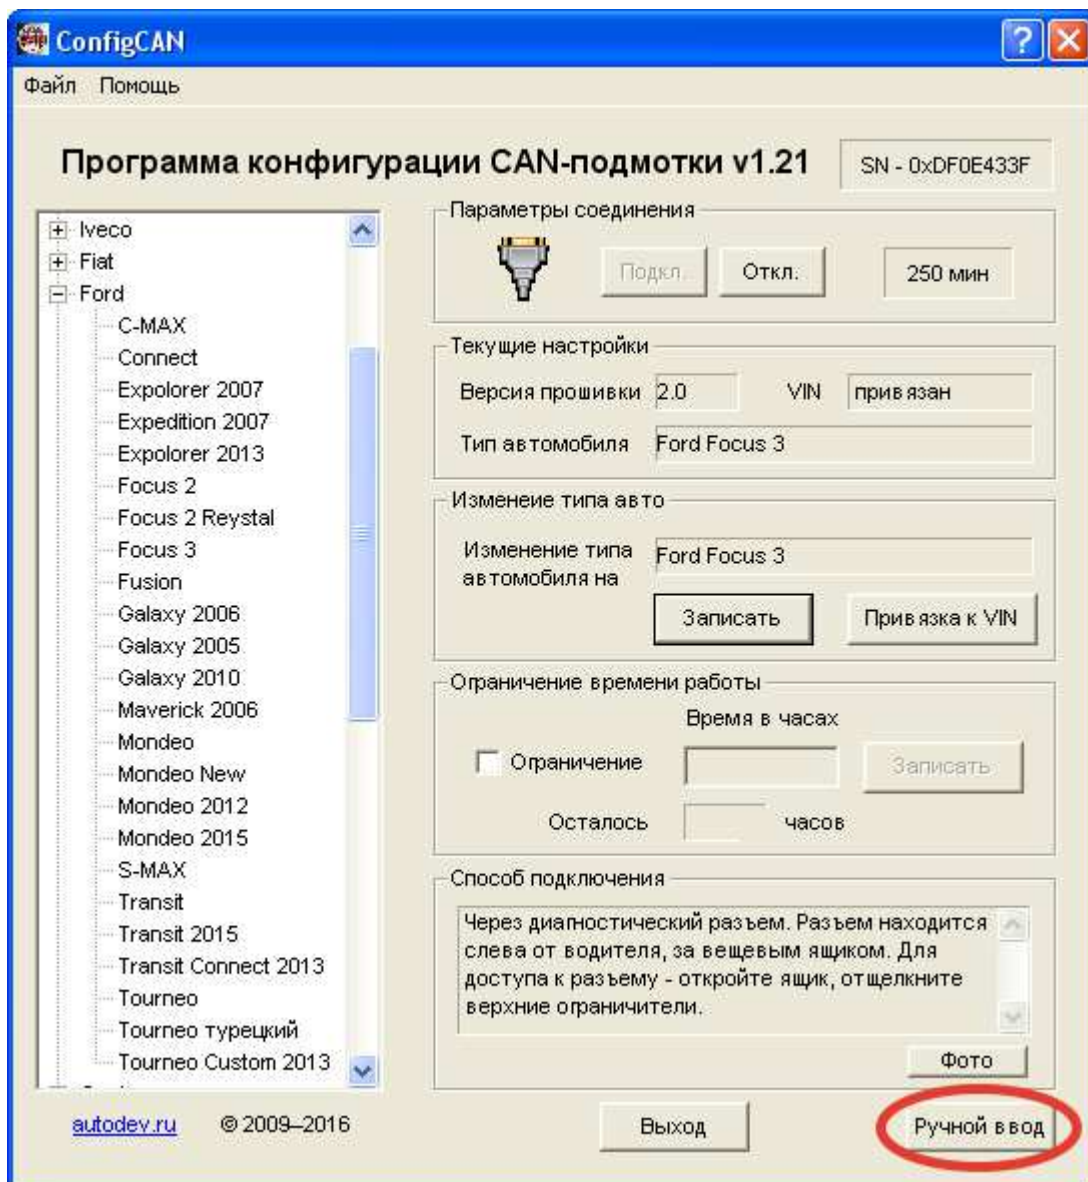 ConfigCAN
Файл Помощь
Программа конфигурации CAN-подмотки v1.21
SN - 0xDF0E433F
Iveco
Fiat
Ford
C-MAX
Connect
Expolorer 2007
Expedition 2007
Expolorer 2013
Focus 2
Focus 2 Reystal
Focus 3
Fusion
Galaxy 2006
Galaxy 2005
Galaxy 2010
Maverick 2006
Mondeo
Mondeo New
Mondeo 2012
Mondeo 2015
S-MAX
Transit
Transit 2015
Transit Connect 2013
Tourneo
Tourneo турецкий
Tourneo Custom 2013
Параметры соединения
Подкл. Откл. 250 мин
Текущие настройки
Версия прошивки 2.0 VIN привязан
Тип автомобиля Ford Focus 3
Изменеие типа авто
Изменение типа
автомобиля на
Ford Focus 3
Записать Привязка к VIN
Ограничение времени работы
Время в часах
Ограничение Записать
Осталось часов
Способ подключения
Через диагностический разъем. Разъем находится
слева от водителя, за вещевым ящиком. Для
доступа к разъему - откройте ящик, отщелкните
верхние ограничители.
Фото
autodev.ru © 2009–2016 Выход Ручной ввод